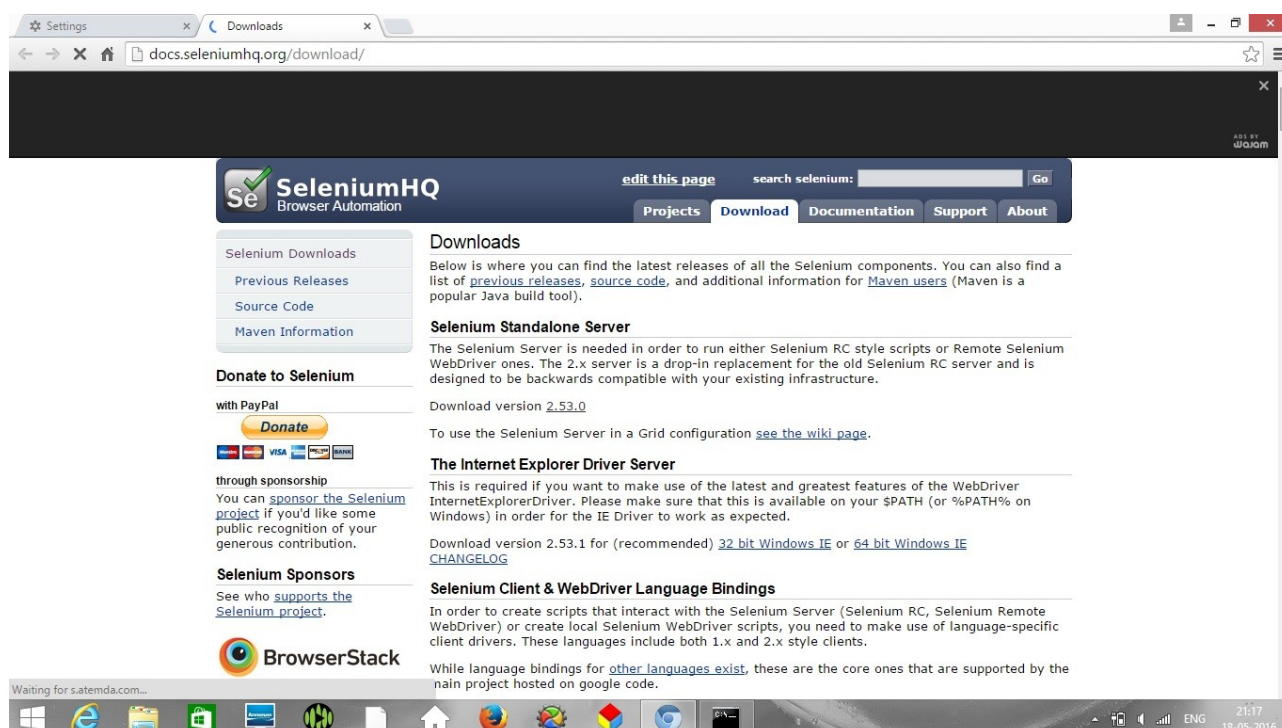 Settings
Downloads
docs.seleniumhq.org/download/
ADS BY
wajam
Se
SeleniumHQ
Browser Automation
edit this page
search selenium:
Go
Projects
Download
Documentation
Support
About
Selenium Downloads
Previous Releases
Source Code
Maven Information
Donate to Selenium
with PayPal
Donate
VISA
BANK
through sponsorship
You can sponsor the Selenium
project if you'd like some
public recognition of your
generous contribution.
Selenium Sponsors
See who supports the
Selenium project.
BrowserStack
Downloads
Below is where you can find the latest releases of all the Selenium components. You can also find a
list of previous releases, source code, and additional information for Maven users (Maven is a
popular Java build tool).
Selenium Standalone Server
The Selenium Server is needed in order to run either Selenium RC style scripts or Remote Selenium
WebDriver ones. The 2.x server is a drop-in replacement for the old Selenium RC server and is
designed to be backwards compatible with your existing infrastructure.
Download version 2.53.0
To use the Selenium Server in a Grid configuration see the wiki page.
The Internet Explorer Driver Server
This is required if you want to make use of the latest and greatest features of the WebDriver
InternetExplorerDriver. Please make sure that this is available on your $PATH (or %PATH% on
Windows) in order for the IE Driver to work as expected.
Download version 2.53.1 for (recommended) 32 bit Windows IE or 64 bit Windows IE
CHANGELOG
Selenium Client & WebDriver Language Bindings
In order to create scripts that interact with the Selenium Server (Selenium RC, Selenium Remote
WebDriver) or create local Selenium WebDriver scripts, you need to make use of language-specific
client drivers. These languages include both 1.x and 2.x style clients.
While language bindings for other languages exist, these are the core ones that are supported by the
main project hosted on google code.
Waiting for s.atemda.com...
ENG
21:17
18-05-2016